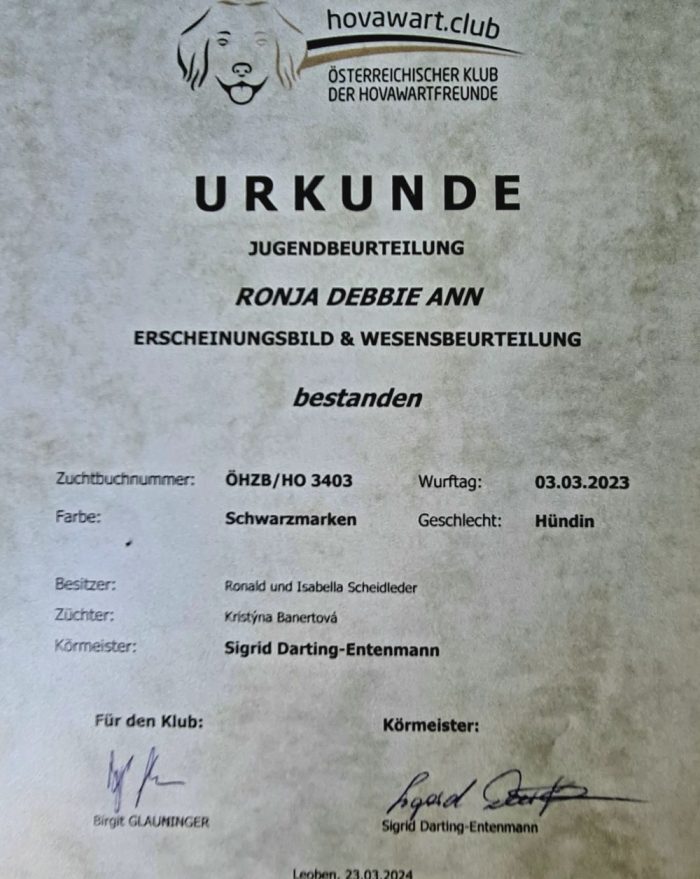 hovawart.club
ÖSTERREICHISCHER KLUB
DER HOVAWARTFREUNDE
URKUNDE
JUGENDBEURTEILUNG
RONJA DEBBIE ANN
ERSCHEINUNGSBILD & WESENSBEURTEILUNG
bestanden
Zuchtbuchnummer: ÖHZB/HO 3403 Wurftag: 03.03.2023
Farbe: Schwarzmarken Geschlecht: Hündin
Besitzer: Ronald und Isabella Scheidleder
Züchter: Kristýna Banertová
Körmeister: Sigrid Darting-Entenmann
Für den Klub: Körmeister:
Sigrid
Birgit GLAUNINGER Sigrid Darting-Entenmann
Leoben, 23.03.2024